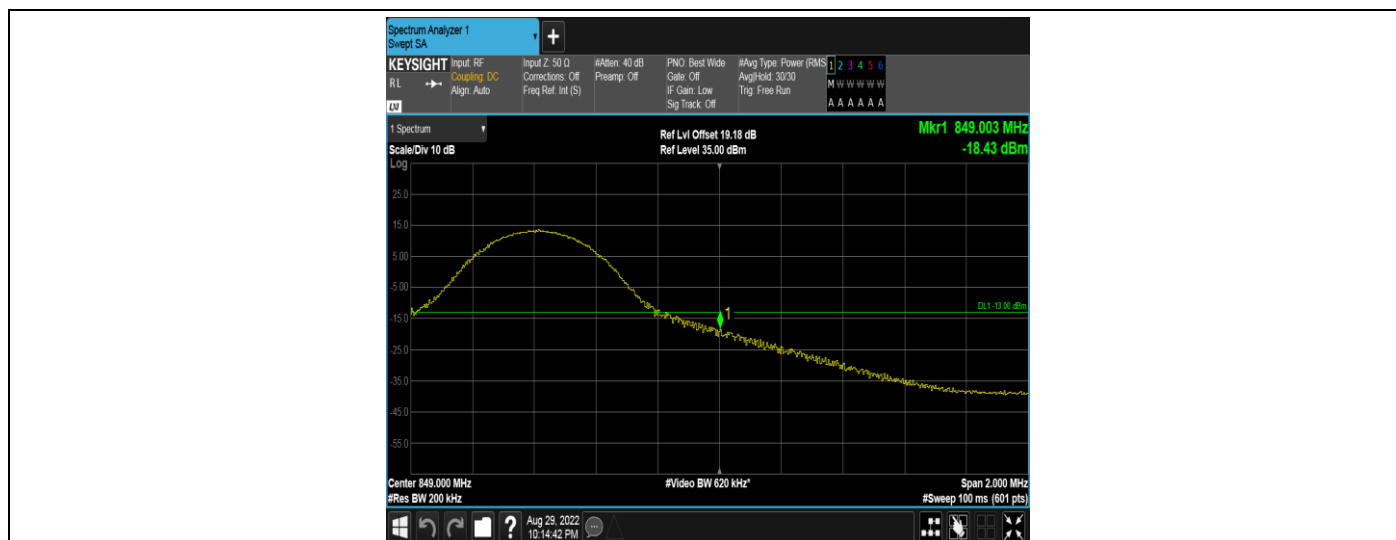 Spectrum Analyzer 1
Swept SA
+
KEYSIGHT Input: RF Input Z: 50 Ω #Atten: 40 dB PNO: Best Wide #Avg Type: Power (RMS 1 2 3 4 5 6
R L Coupling: DC Corrections: Off Preamp: Off Gate: Off Avg|Hold: 30/30 M W W W W W
Align: Auto Freq Ref: Int (S) IF Gain: Low Trig: Free Run
LXI Sig Track: Off A A A A A A
1 Spectrum Ref Lvl Offset 19.18 dB Mkr1 849.003 MHz
Scale/Div 10 dB Ref Level 35.00 dBm -18.43 dBm
Log
25.0
15.0
5.00
-5.00
DL1 -13.00 dBm
-15.0 1
-25.0
-35.0
-45.0
-55.0
Center 849.000 MHz #Video BW 620 kHz* Span 2.000 MHz
#Res BW 200 kHz #Sweep 100 ms (601 pts)
? Aug 29, 2022
10:14:42 PM